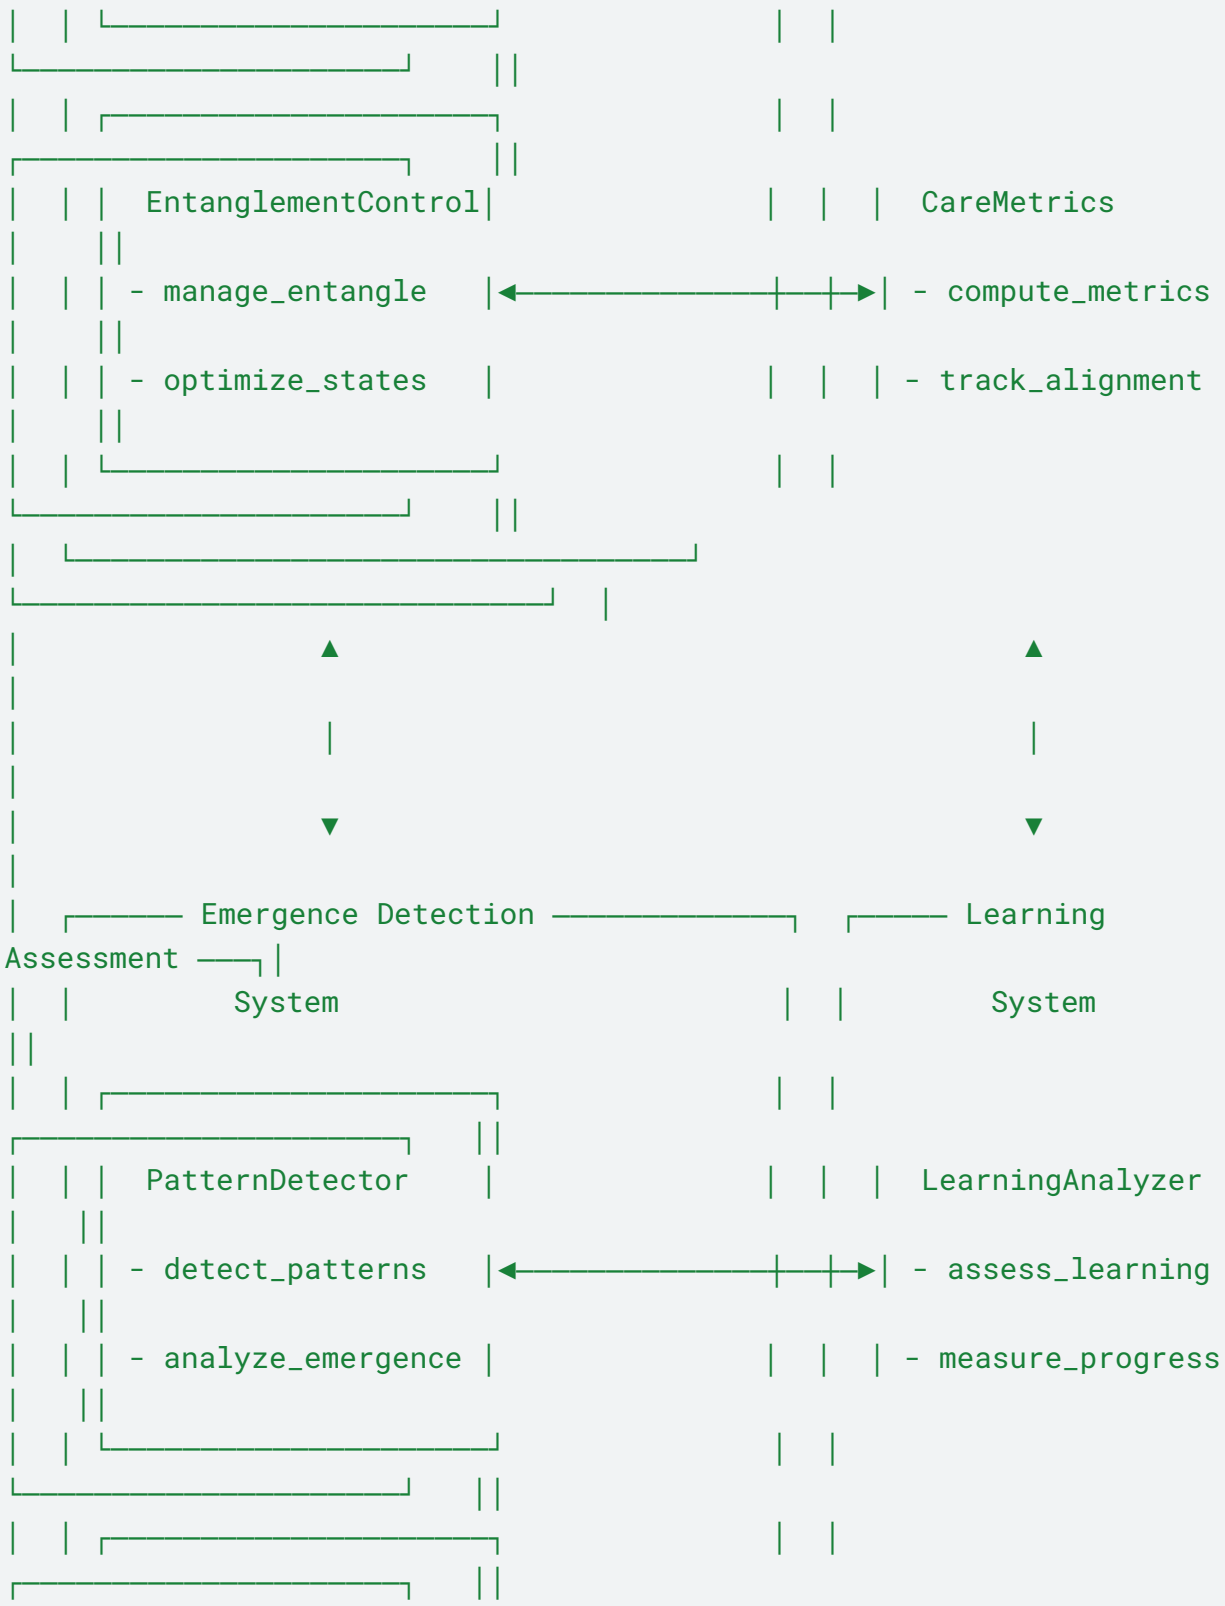 EntanglementControl CareMetrics
- manage_entangle - compute_metrics
- optimize_states - track_alignment
Emergence Detection Learning
Assessment
System System
PatternDetector LearningAnalyzer
- detect_patterns - assess_learning
- analyze_emergence - measure_progress